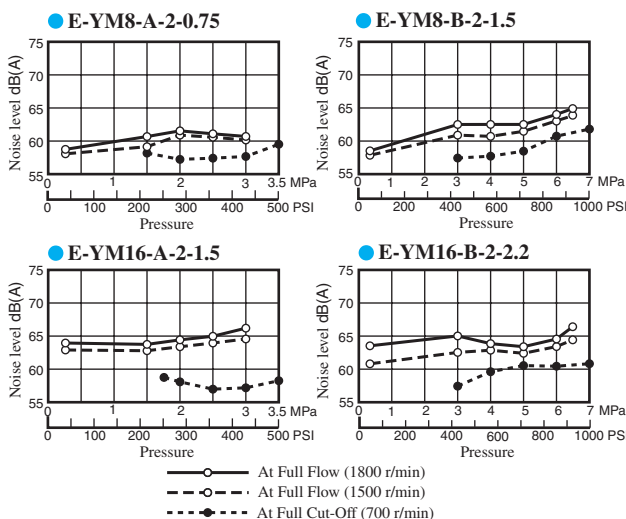 E-YM8-A-2-0.75
Noise level dB(A)
75
70
65
60
55
0 1 2 3 3.5 MPa
0 100 200 300 400 500 PSI
Pressure
E-YM8-B-2-1.5
Noise level dB(A)
75
70
65
60
55
0 1 2 2 3 4 5 6 7 MPa
0 200 400 600 800 1000 PSI
Pressure
E-YM16-A-2-1.5
Noise level dB(A)
75
70
65
60
55
0 1 2 3 3.5 MPa
0 100 200 300 400 500 PSI
Pressure
E-YM16-B-2-2.2
Noise level dB(A)
75
70
65
60
55
0 1 2 3 4 5 6 7 MPa
0 200 400 600 800 1000 PSI
Pressure
At Full Flow (1800 r/min)
At Full Flow (1500 r/min)
At Full Cut-Off (700 r/min)